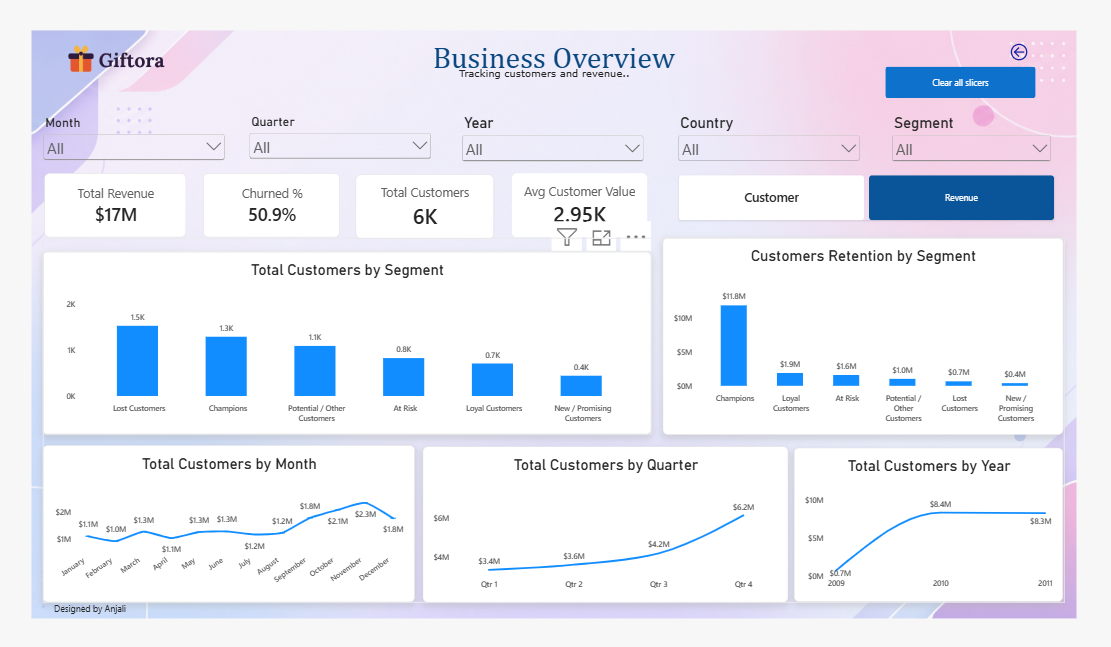 Giftora
Business Overview
Tracking customers and revenue..
Clear all slicers
Month
All
Quarter
All
Year
All
Country
All
Segment
All
Total Revenue
$17M
Churned %
50.9%
Total Customers
6K
Avg Customer Value
2.95K
Customer
Revenue
Total Customers by Segment
2K
1K
0K
1.5K
1.3K
1.1K
0.8K
0.7K
0.4K
Lost Customers
Champions
Potential / Other
Customers
At Risk
Loyal Customers
New / Promising
Customers
Customers Retention by Segment
$10M
$5M
$0M
$11.8M
$1.9M
$1.6M
$1.0M
$0.7M
$0.4M
Champions
Loyal
Customers
At Risk
Potential /
Other
Customers
Lost
Customers
New /
Promising
Customers
Total Customers by Month
$2M
$1M
$1.1M
$1.0M
$1.3M
$1.1M
$1.3M
$1.3M
$1.2M
$1.2M
$1.8M
$2.1M
$2.3M
$1.8M
January
February
March
April
May
June
July
August
September
October
November
December
Total Customers by Quarter
$6M
$4M
$3.4M
$3.6M
$4.2M
$6.2M
Qtr 1
Qtr 2
Qtr 3
Qtr 4
Total Customers by Year
$10M
$5M
$0M
$0.7M
$8.4M
$8.3M
2009
2010
2011
Designed by Anjali